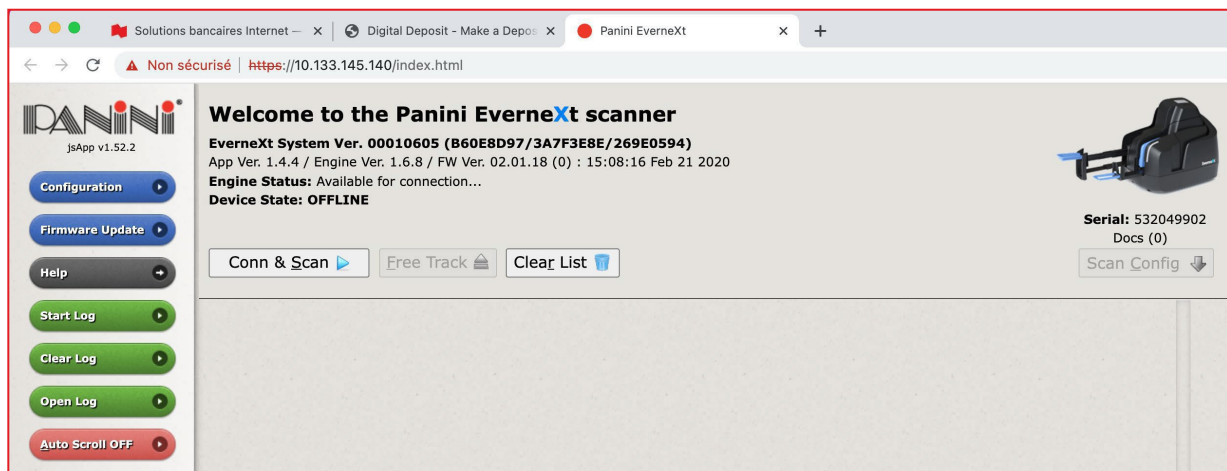 Solutions bancaires Internet —
Digital Deposit - Make a Depos
Panini EverneXt
Non sécurisé | https://10.133.145.140/index.html
PANINI
jsApp v1.52.2
Configuration
Firmware Update
Help
Start Log
Clear Log
Open Log
Auto Scroll OFF
Welcome to the Panini EverneXt scanner
EverneXt System Ver. 00010605 (B60E8D97/3A7F3E8E/269E0594)
App Ver. 1.4.4 / Engine Ver. 1.6.8 / FW Ver. 02.01.18 (0) : 15:08:16 Feb 21 2020
Engine Status: Available for connection...
Device State: OFFLINE
Conn & Scan
Free Track
Clear List
Serial: 532049902
Docs (0)
Scan Config